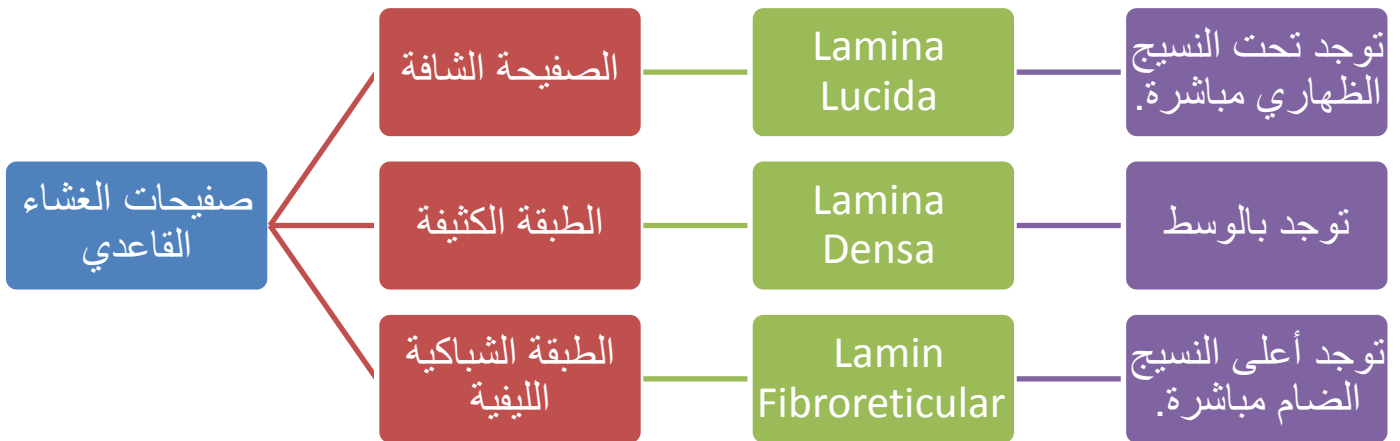 صفيحات الغشاء
القاعدي
الصفيحة الشافة
Lamina
Lucida
توجد تحت النسيج
الظهاري مباشرة.
الطبقة الكثيفة
Lamina
Densa
توجد بالوسط
الطبقة الشباكية
الليفية
Lamin
Fibroreticular
توجد أعلى النسيج
الضام مباشرة.